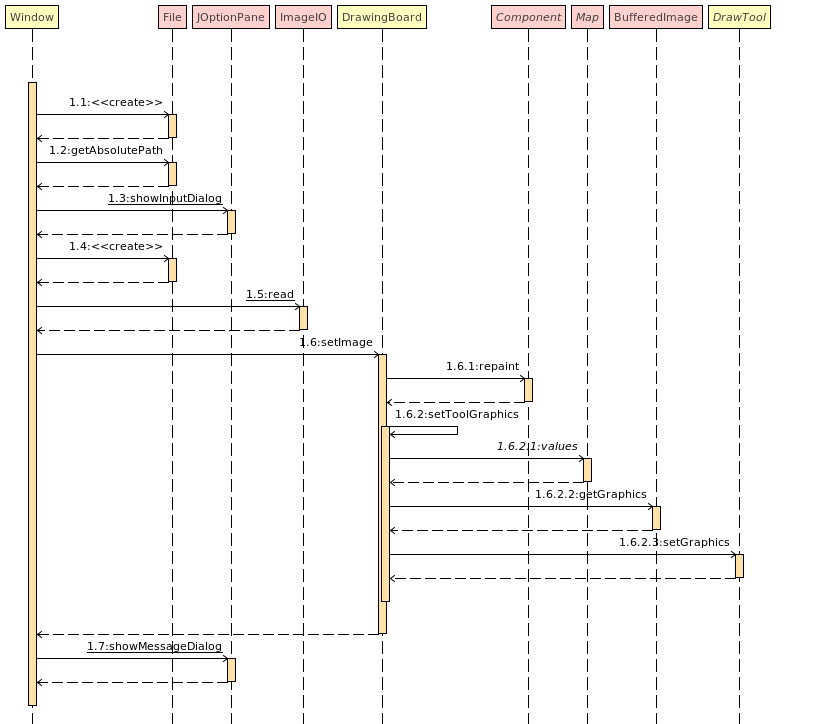 Window File JOptionPane ImageIO DrawingBoard Component Map BufferedImage DrawTool
1.1:<<create>>
1.2:getAbsolutePath
1.3:showInputDialog
1.4:<<create>>
1.5:read
1.6:setImage
1.6.1:repaint
1.6.2:setToolGraphics
1.6.2.1:values
1.6.2.2:getGraphics
1.6.2.3:setGraphics
1.7:showMessageDialog